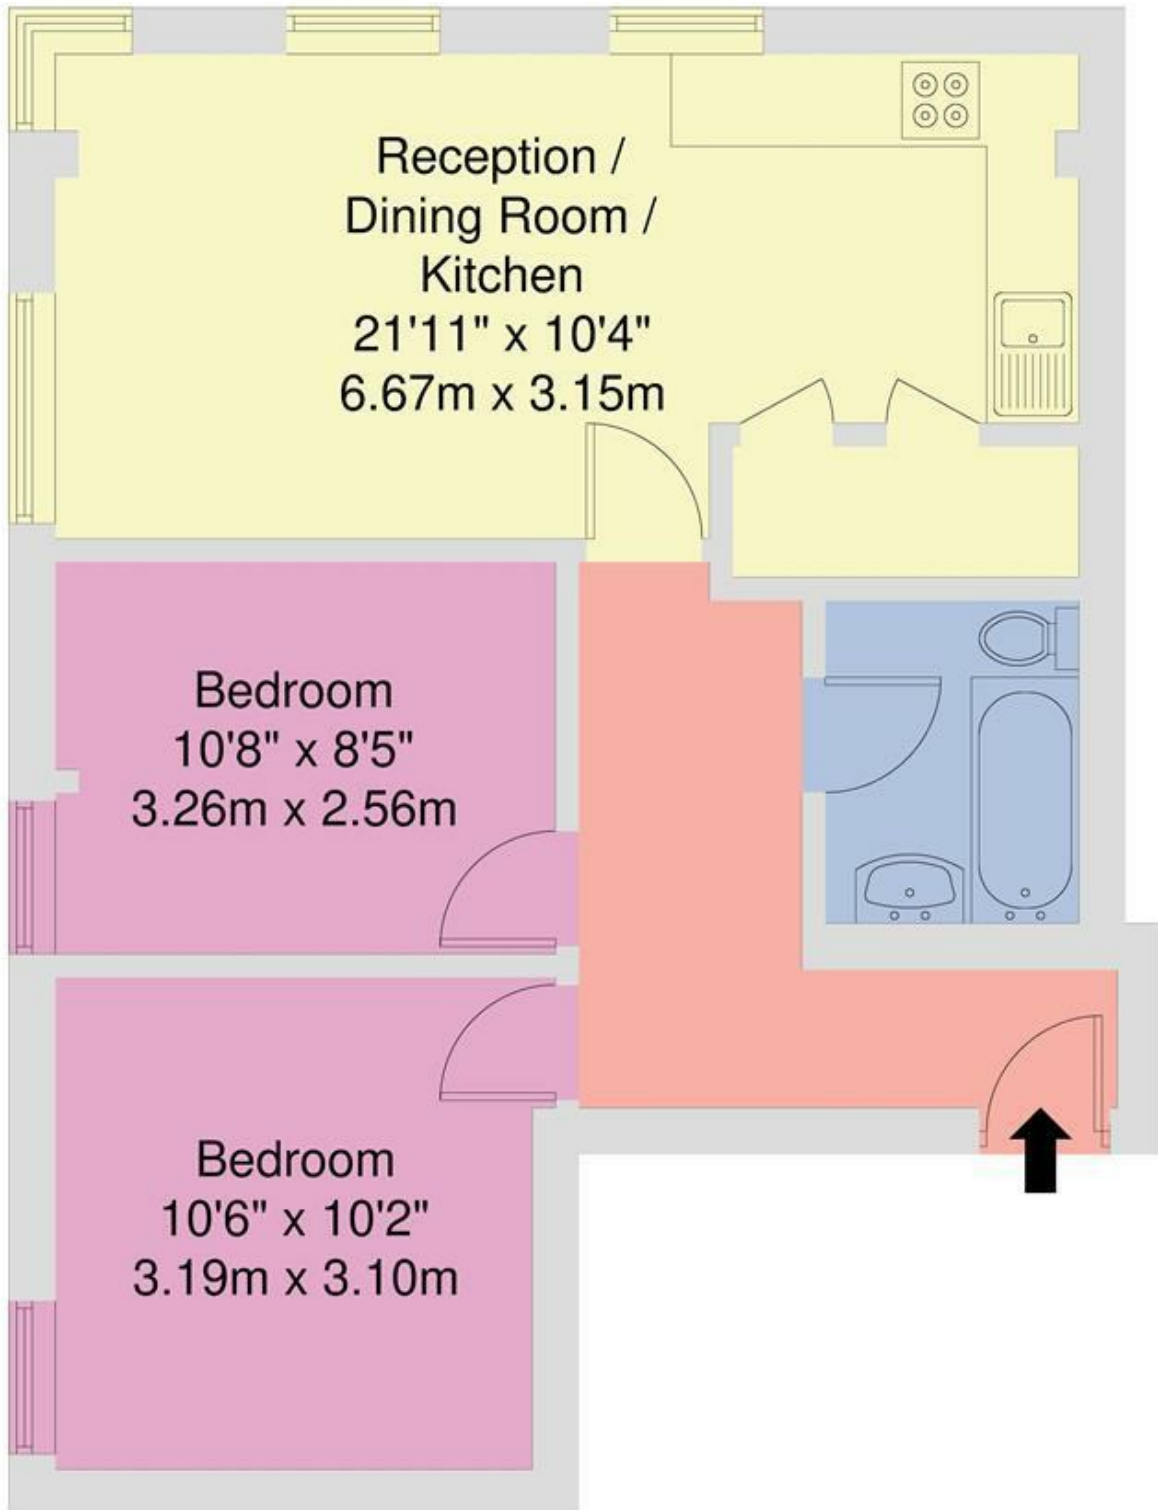 Reception /
Dining Room /
Kitchen
21'11" x 10'4"
6.67m x 3.15m
Bedroom
10'8" x 8'5"
3.26m x 2.56m
Bedroom
10'6" x 10'2"
3.19m x 3.10m